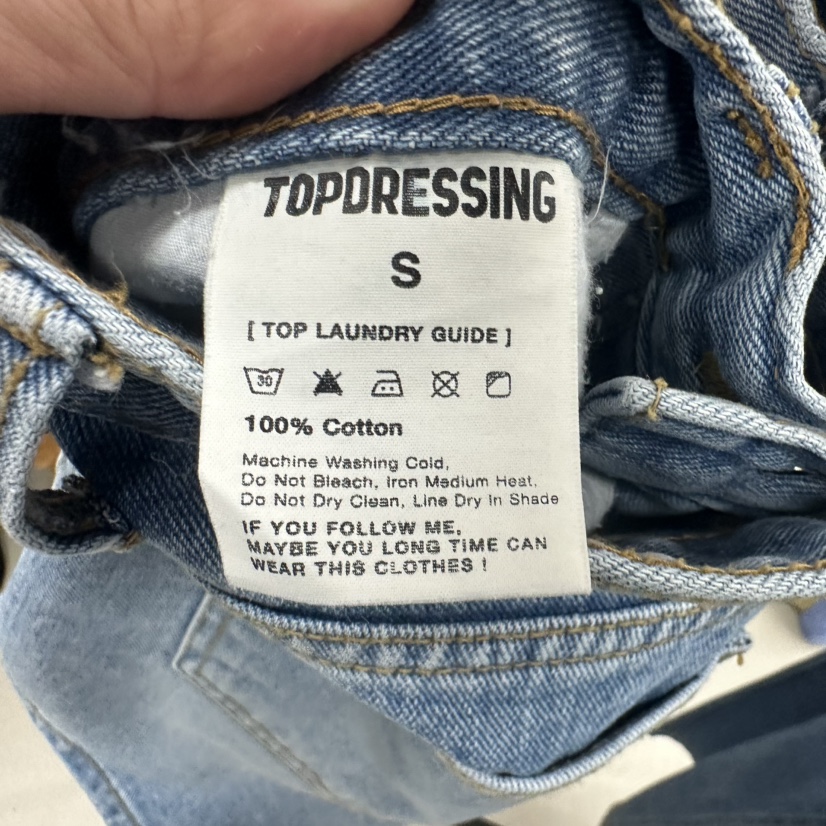 TOPDRESSING
S
[ TOP LAUNDRY GUIDE ]
30
100% Cotton
Machine Washing Cold,
Do Not Bleach, Iron Medium Heat.
Do Not Dry Clean, Line Dry In Shade
IF YOU FOLLOW ME,
MAYBE YOU LONG TIME CAN
WEAR THIS CLOTHES !